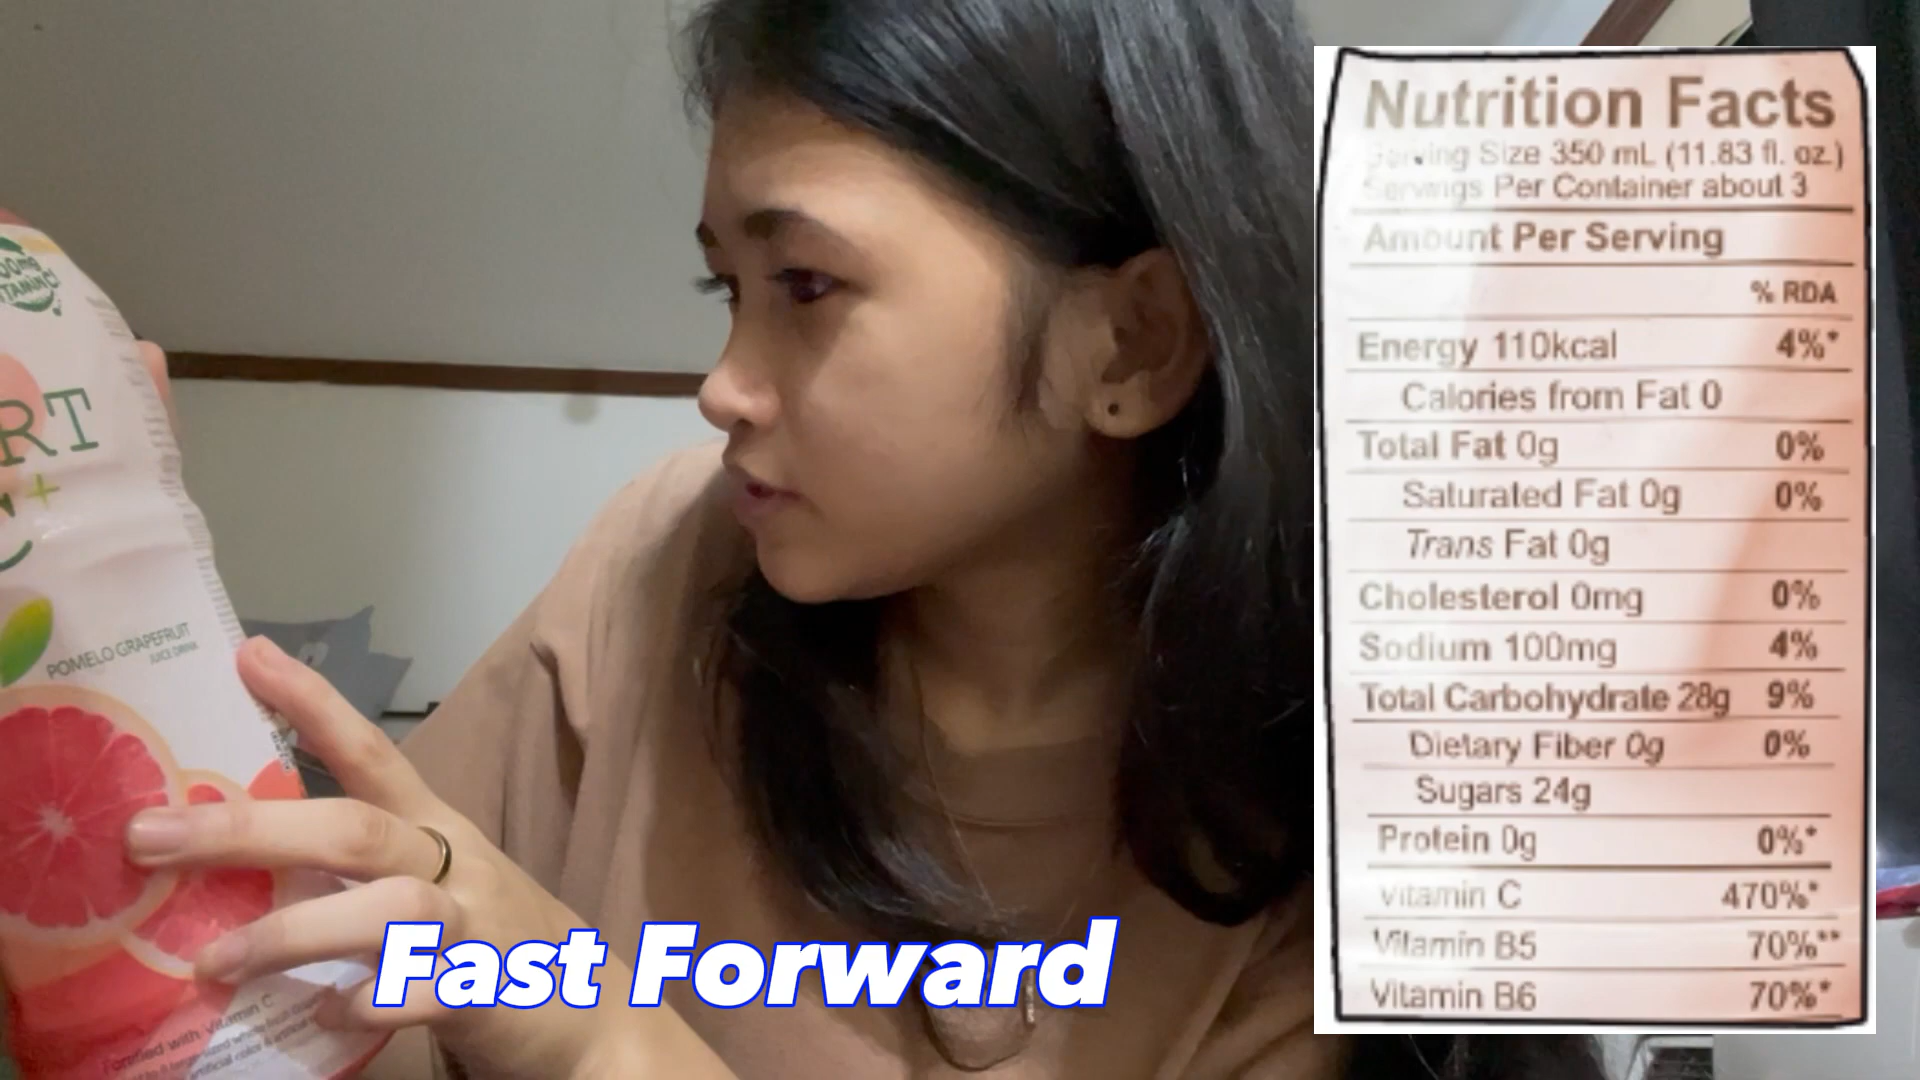 RT
+
POMELO GRAPEFRUIT
JUICE DRINK
Fortified with Vitamin C
Fast Forward
Nutrition Facts
Serving Size 350 mL (11.83 fl. oz.)
Servings Per Container about 3
Amount Per Serving
% RDA
Energy 110kcal 4%*
Calories from Fat 0
Total Fat 0g 0%
Saturated Fat 0g 0%
Trans Fat 0g
Cholesterol 0mg 0%
Sodium 100mg 4%
Total Carbohydrate 28g 9%
Dietary Fiber 0g 0%
Sugars 24g
Protein 0g 0%*
Vitamin C 470%*
Vitamin B5 70%**
Vitamin B6 70%*